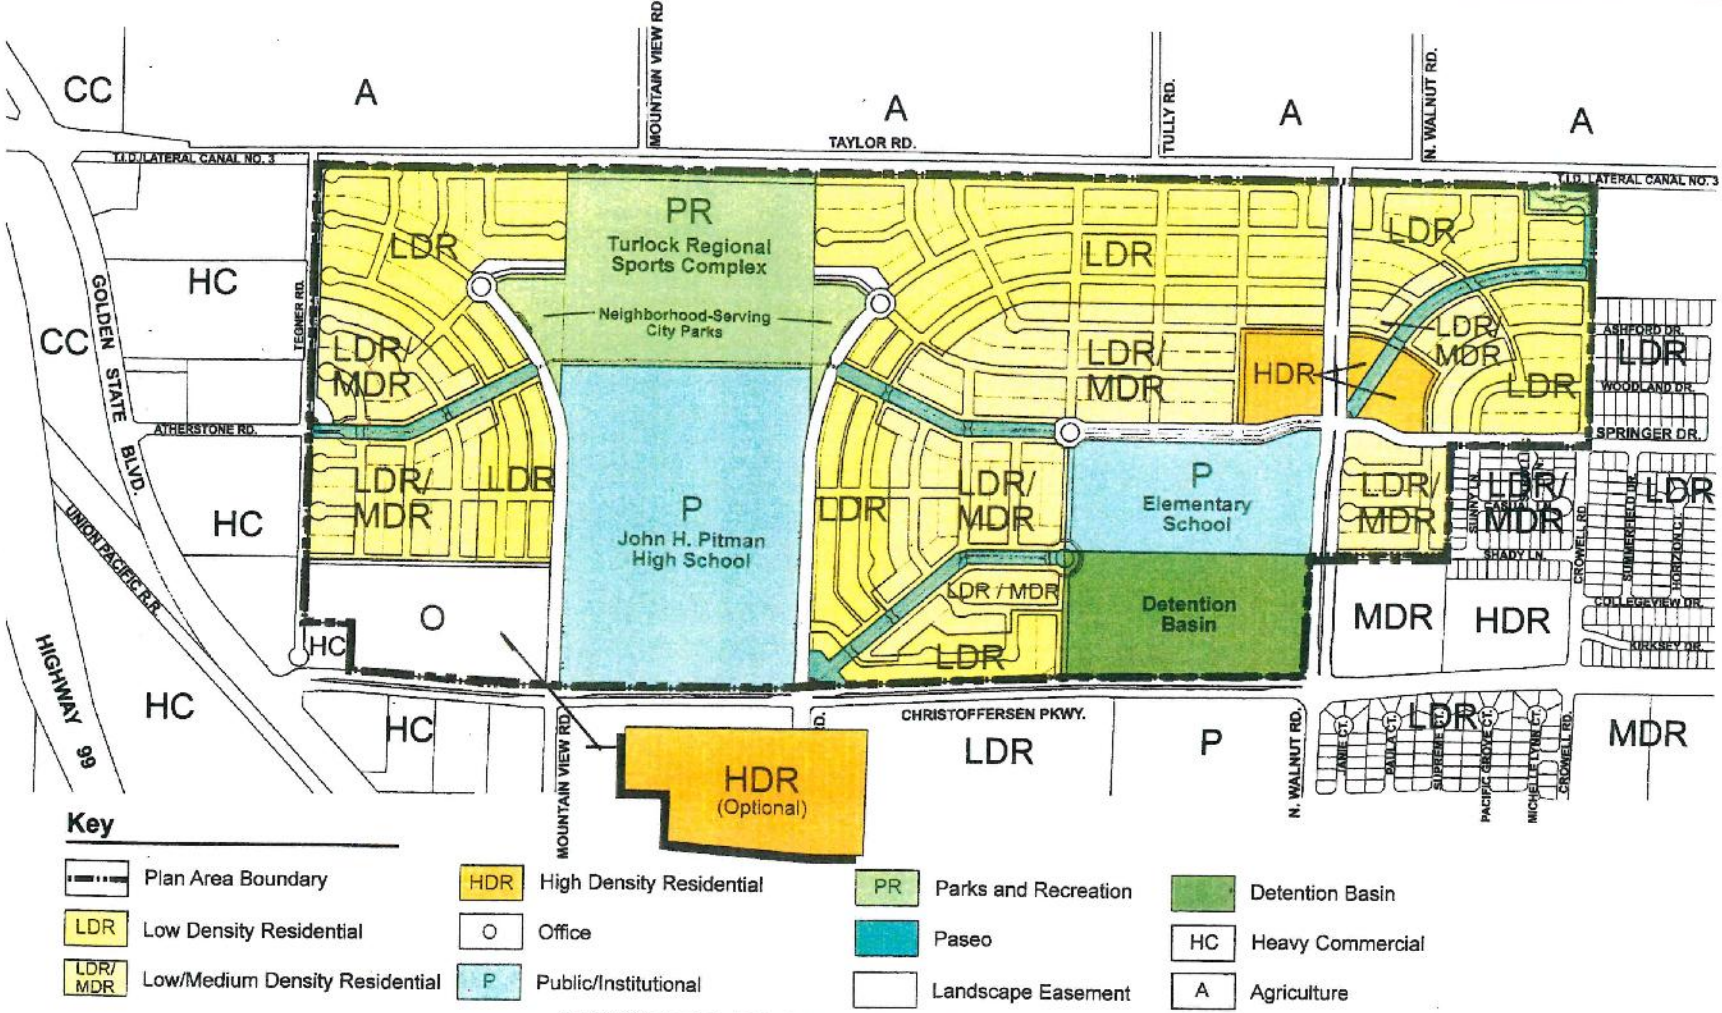 MOUNTAIN VIEW RD
CC
A
A
TULLY RD.
A
N. WALNUT RD.
A
TAYLOR RD.
T.I.D. LATERAL CANAL NO. 3
T.I.D. LATERAL CANAL NO. 3
PR
Turlock Regional
Sports Complex
LDR
LDR
LDR
HC
GOLDEN STATE BLVD.
TEGNER RD.
Neighborhood-Serving
City Parks
CC
LDR/
MDR
LDR/
MDR
HDR
LDR/
MDR
LDR
ASHFORD DR.
LDR
WOODLAND DR.
ATHERSTONE RD.
SPRINGER DR.
HC
LDR/
MDR
LDR
P
John H. Pitman
High School
LDR
LDR/
MDR
P
Elementary
School
LDR/
MDR
SUNNY LN.
LDR/
MDR
CASUAL LN.
SHADY LN.
CROWELL RD.
SUMMERFIELD DR.
HORIZON CT.
LDR
UNION PACIFIC R.R.
O
LDR / MDR
Detention
Basin
MDR
HDR
COLLEGEVIEW DR.
KIRKSEY DR.
HC
LDR
HIGHWAY 99
HC
HC
MOUNTAIN VIEW RD.
RD.
CHRISTOFFERSEN PKWY.
LDR
P
N. WALNUT RD.
JANIE CT.
PAULA CT.
LDR
SUPREME CT.
PACIFIC GROVE CT.
MICHELLE LYNN CT.
CROWELL RD.
MDR
HDR
(Optional)
Key
Plan Area Boundary
LDR Low Density Residential
LDR/
MDR Low/Medium Density Residential
HDR High Density Residential
O Office
P Public/Institutional
PR Parks and Recreation
Paseo
Landscape Easement
Detention Basin
HC Heavy Commercial
A Agriculture